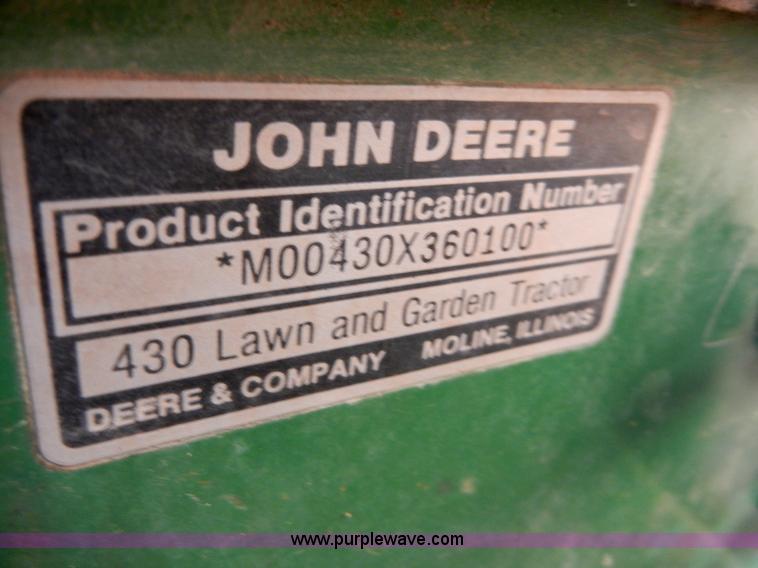 JOHN DEERE
Product Identification Number
*M00430X360100*
430 Lawn and Garden Tractor
DEERE & COMPANY MOLINE, ILLINOIS
www.purplewave.com